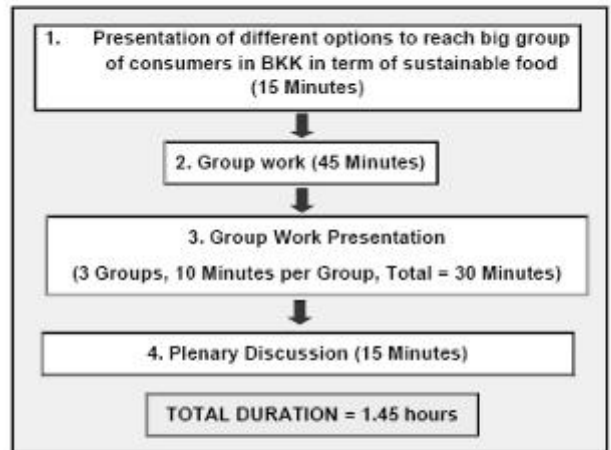 1. Presentation of different options to reach big group
of consumers in BKK in term of sustainable food
(15 Minutes)
2. Group work (45 Minutes)
3. Group Work Presentation
(3 Groups, 10 Minutes per Group, Total = 30 Minutes)
4. Plenary Discussion (15 Minutes)
TOTAL DURATION = 1.45 hours